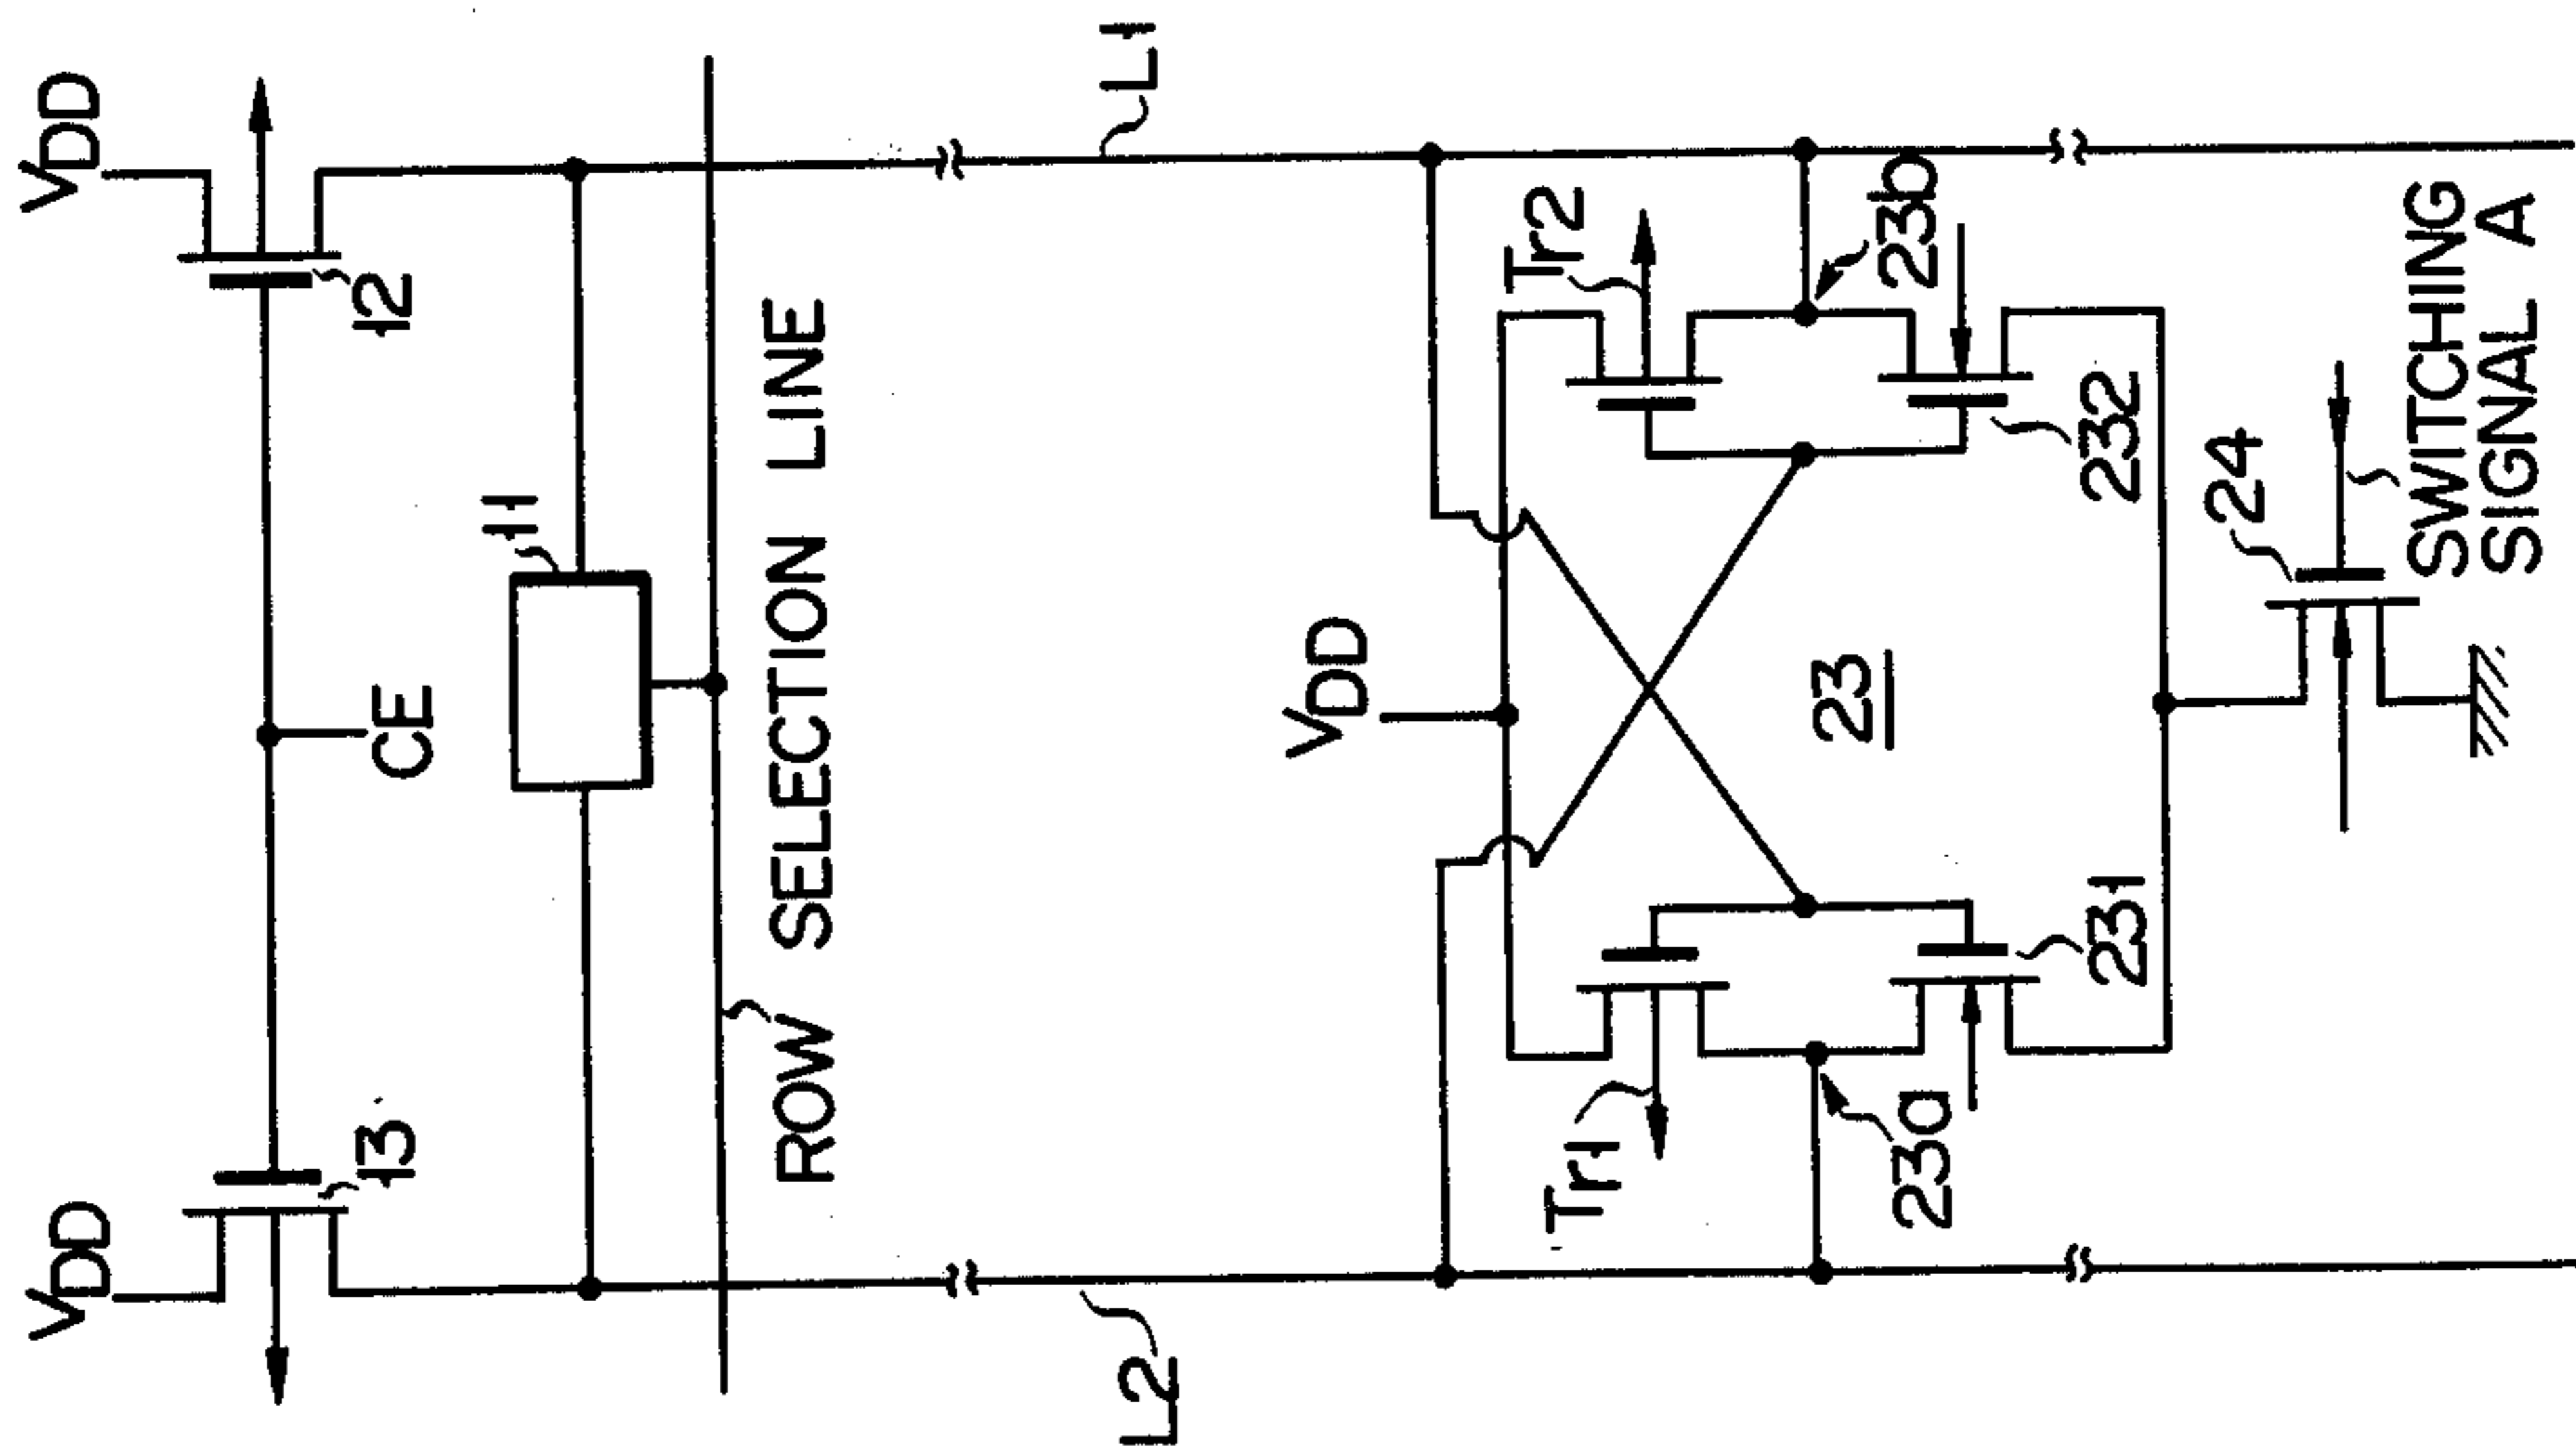 VDD
VDD
13
12
CE
11
ROW SELECTION LINE
L2
L1
VDD
Tr1
Tr2
23
23a
23b
231
232
24
SWITCHING
SIGNAL A